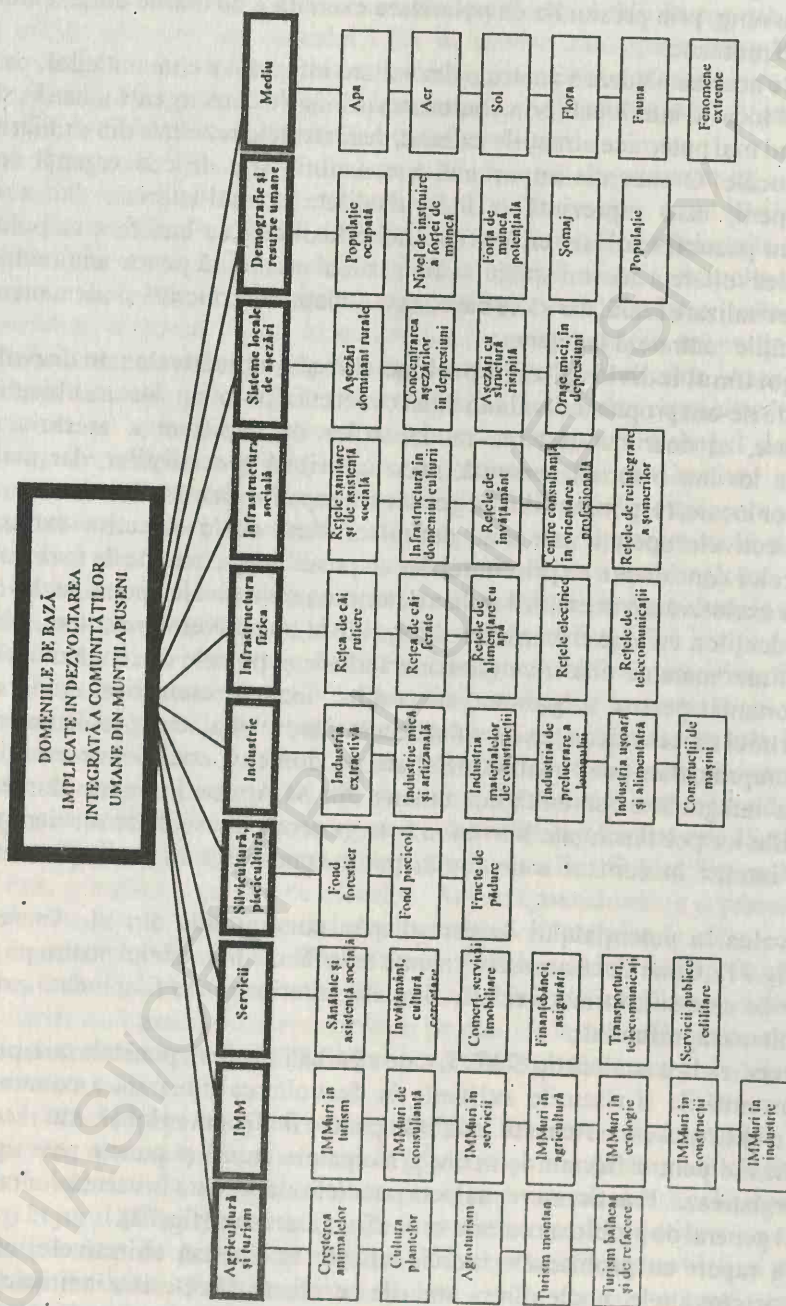 DOMENIILE DE BAZĂ
IMPLICATE IN DEZVOLTAREA
INTEGRATĂ A COMUNITĂȚILOR
UMANE DIN MUNȚII APUSENI
Agricultură
și turism
Creșterea
animalelor
Cultura
plantelor
Agroturism
Turism montan
Turism balnear
și de refacere
IMM
IMMuri în
turism
IMMuri de
consultanță
IMMuri în
servicii
IMMuri în
agricultură
IMMuri în
ecologie
IMMuri în
construcții
IMMuri în
industrie
Servicii
Sănătate și
asistență socială
Invățământ,
cultură,
cercetare
Comerț, servicii
imobiliare
Finanțebănci,
asigurări
Transporturi,
telecomunicații
Servicii publice
edilitare
Silvicultură,
piscicultură
Fond
forestier
Fond piscicol
Fructe de
pădure
Industrie
Industria
extractivă
Industrie mică
și artizanală
Industria
materialelor
de construcții
Industria de
prelucrare a
lemnului
Industria ușoară
și alimentară
Construcții de
mașini
Infrastructura
fizica
Rețea de căi
rutiere
Rețea de căi
ferate
Rețele de
alimentare cu
apă
Rețele electrice
Rețele de
telecomunicații
Infrastructura
socială
Rețele sanitare
și de asistență
socială
Infrastructură în
domeniul culturii
Rețele de
învățământ
Centre consultanță
în orientarea
profesională
Rețele de reintegrare
a șomerilor
Sisteme locale
de așezări
Așezări
dominant rurale
Concentrarea
așezărilor
în depresiuni
Așezări cu
structură
risipită
Orașe mici, în
depresiuni
Demografie și
resurse umane
Populație
ocupată
Nivel de instruire
a forței de
muncă
Forța de
muncă
potențială
Șomaj
Populație
Mediu
Apa
Aer
Sol
Flora
Fauna
Fenomene
extreme